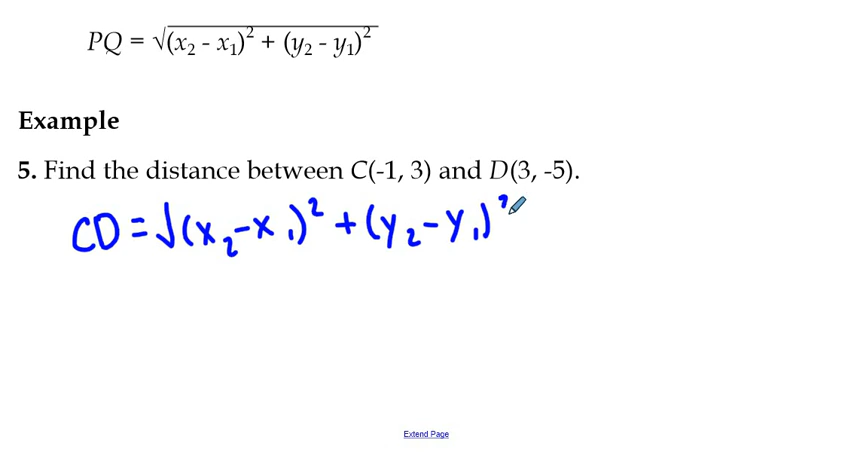 PQ = √(x₂ - x₁)² + (y₂ - y₁)²
Example
5. Find the distance between C(-1, 3) and D(3, -5).
CD = √(x₂ - x₁)² + (y₂ - y₁)²
Extend Page